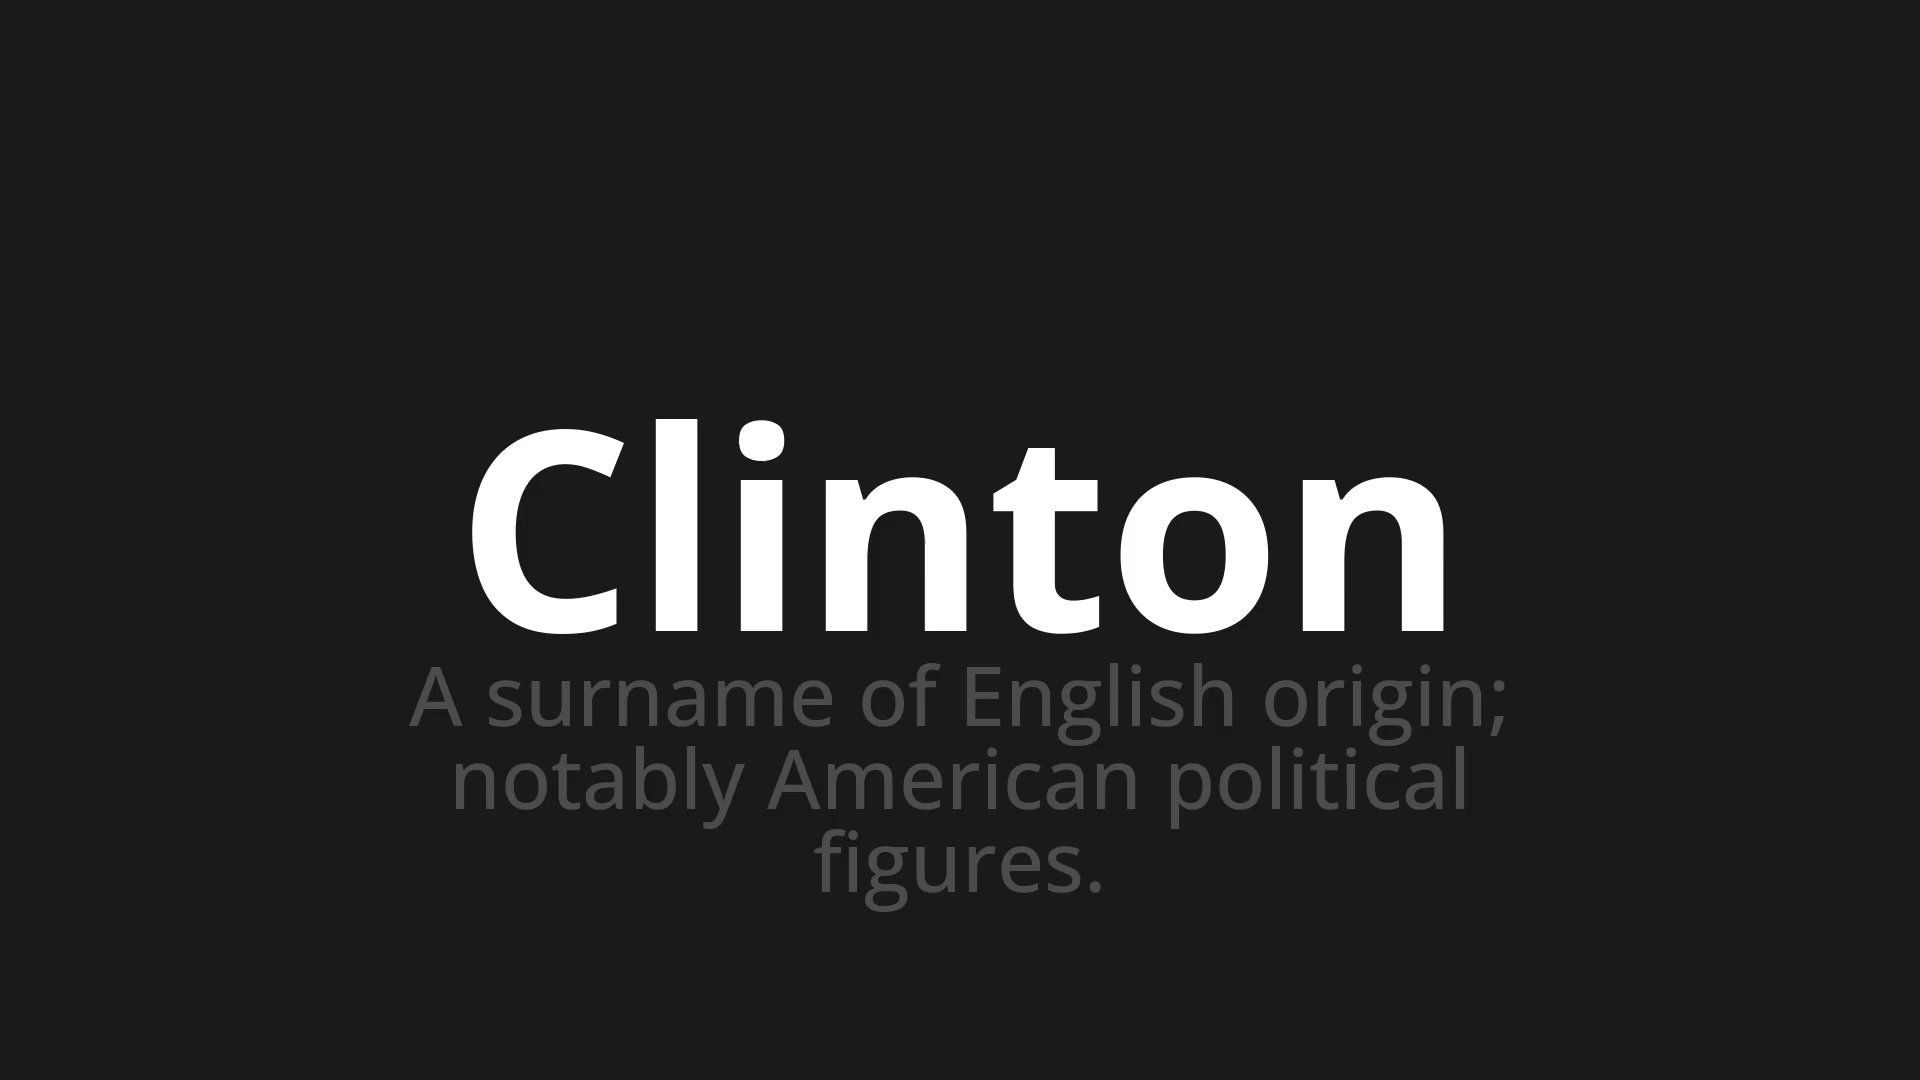 Clinton
A surname of English origin;
notably American political
figures.